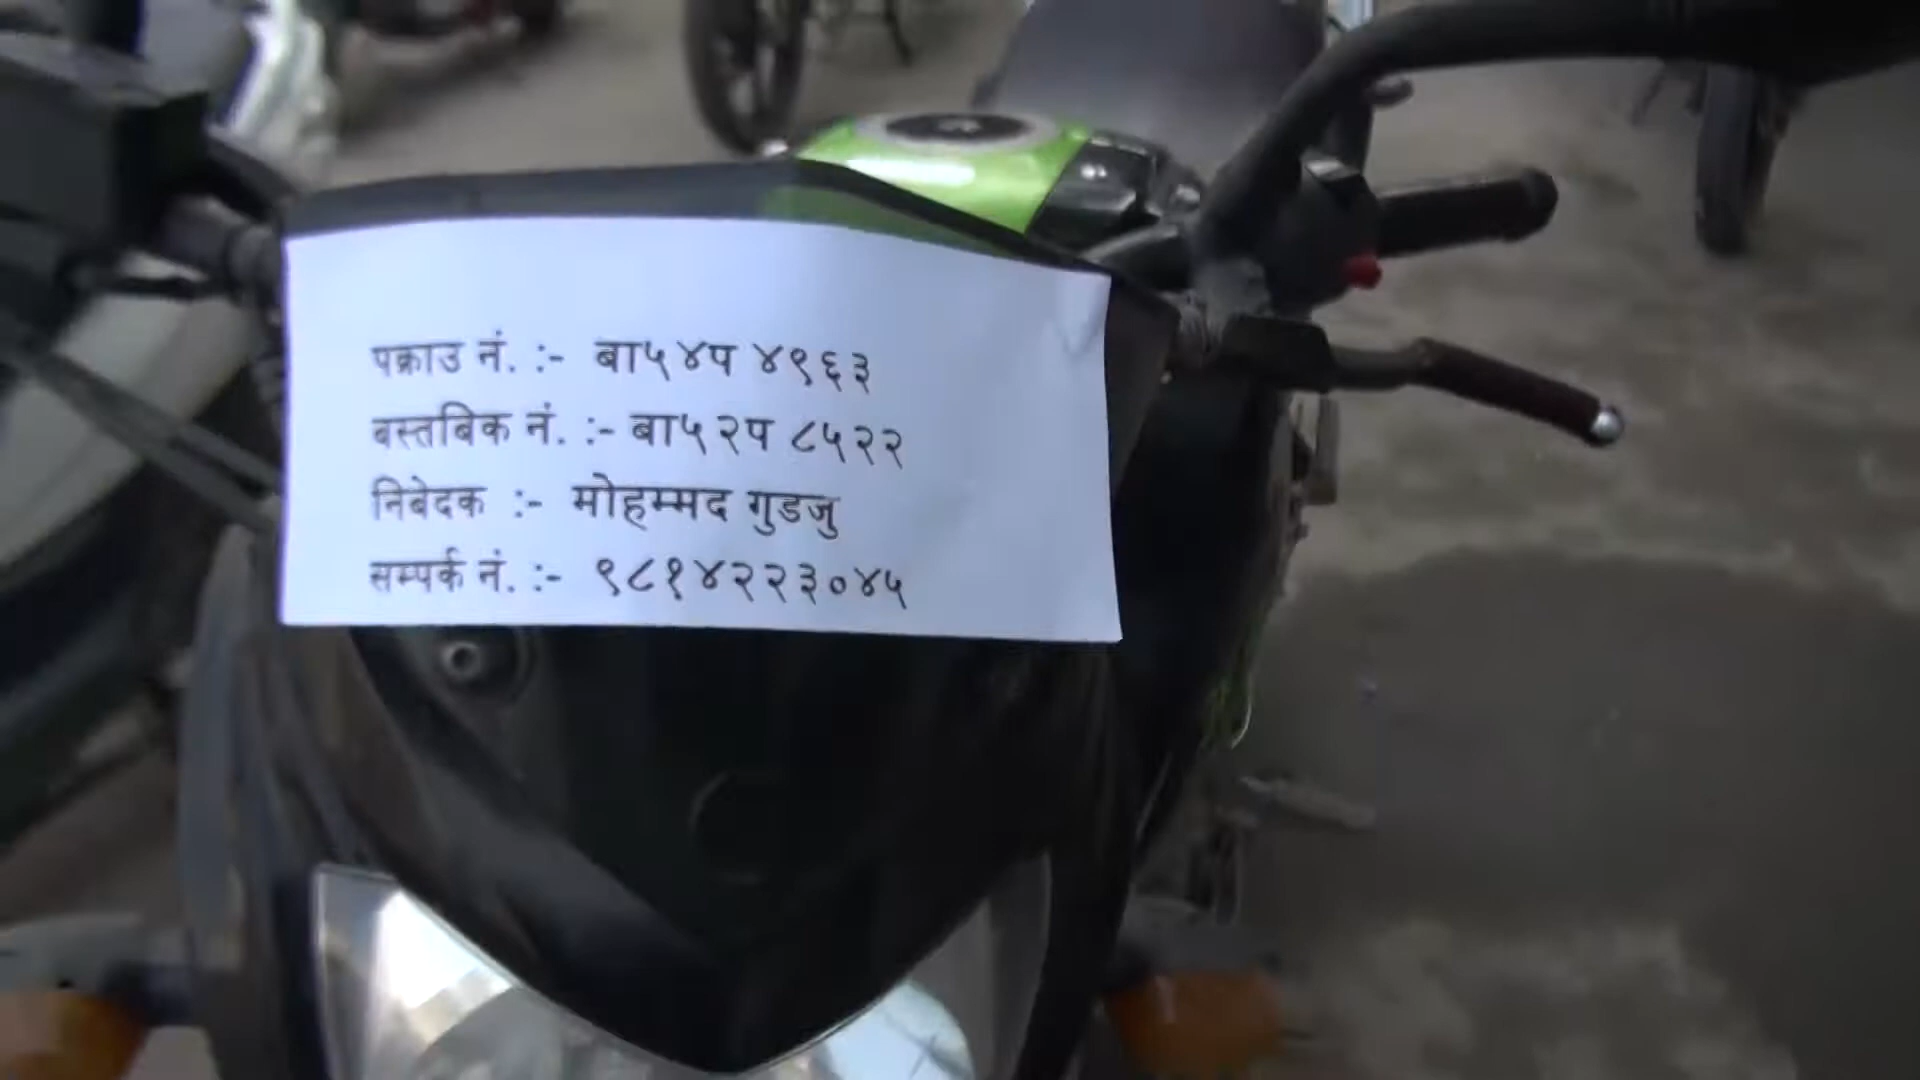 पक्राउ नं. :- बा५४प ४९६३
बस्तबिक नं. :- बा५२प ८५२२
निबेदक :- मोहम्मद गुडजु
सम्पर्क नं. :- ९८१४२२३०४५